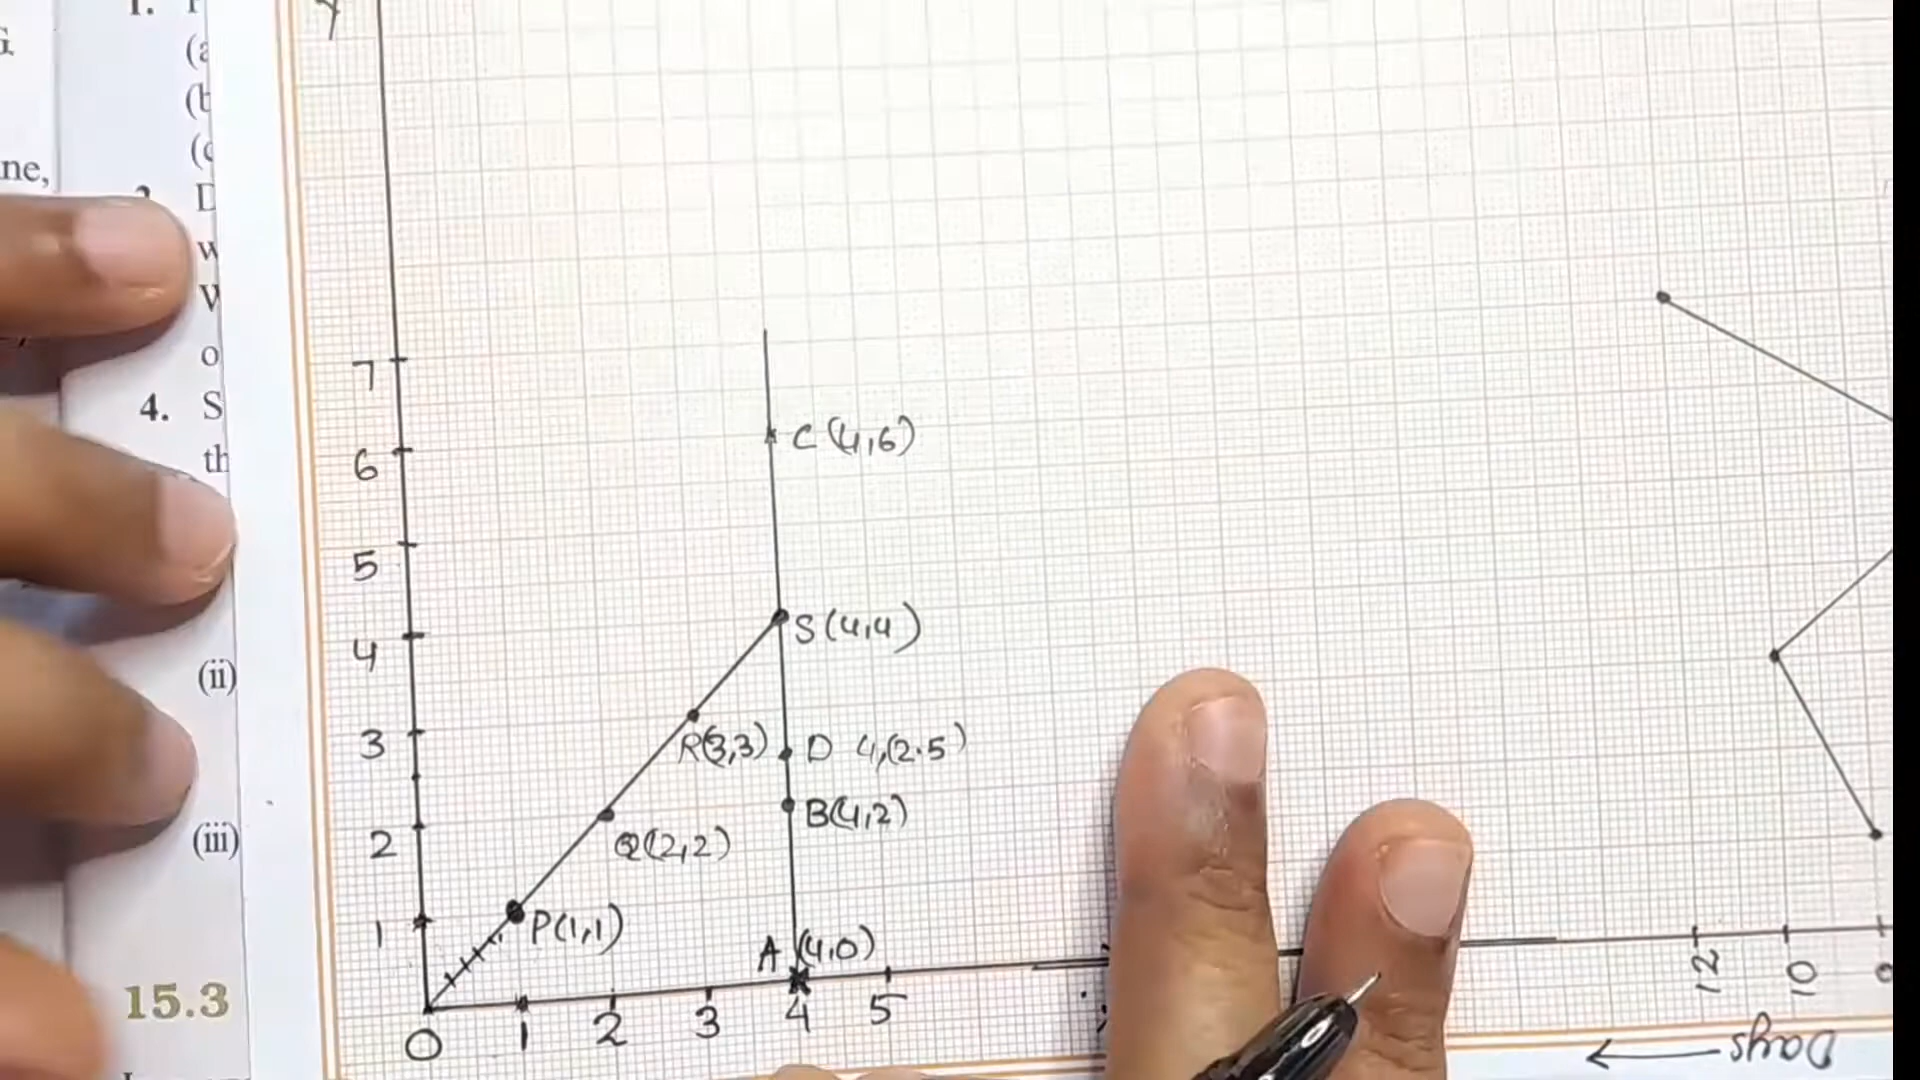 G
ne,
1.
(a
(b
(c
D
w
W
o
4. S
th
(ii)
(iii)
15.3
Y
7
6
5
4
3
2
1
0 1 2 3 4 5
C (4,6)
S (4,4)
R(3,3)
D 4,(2.5)
B(4,2)
Q(2,2)
P(1,1)
A (4,0)
12 10
Days